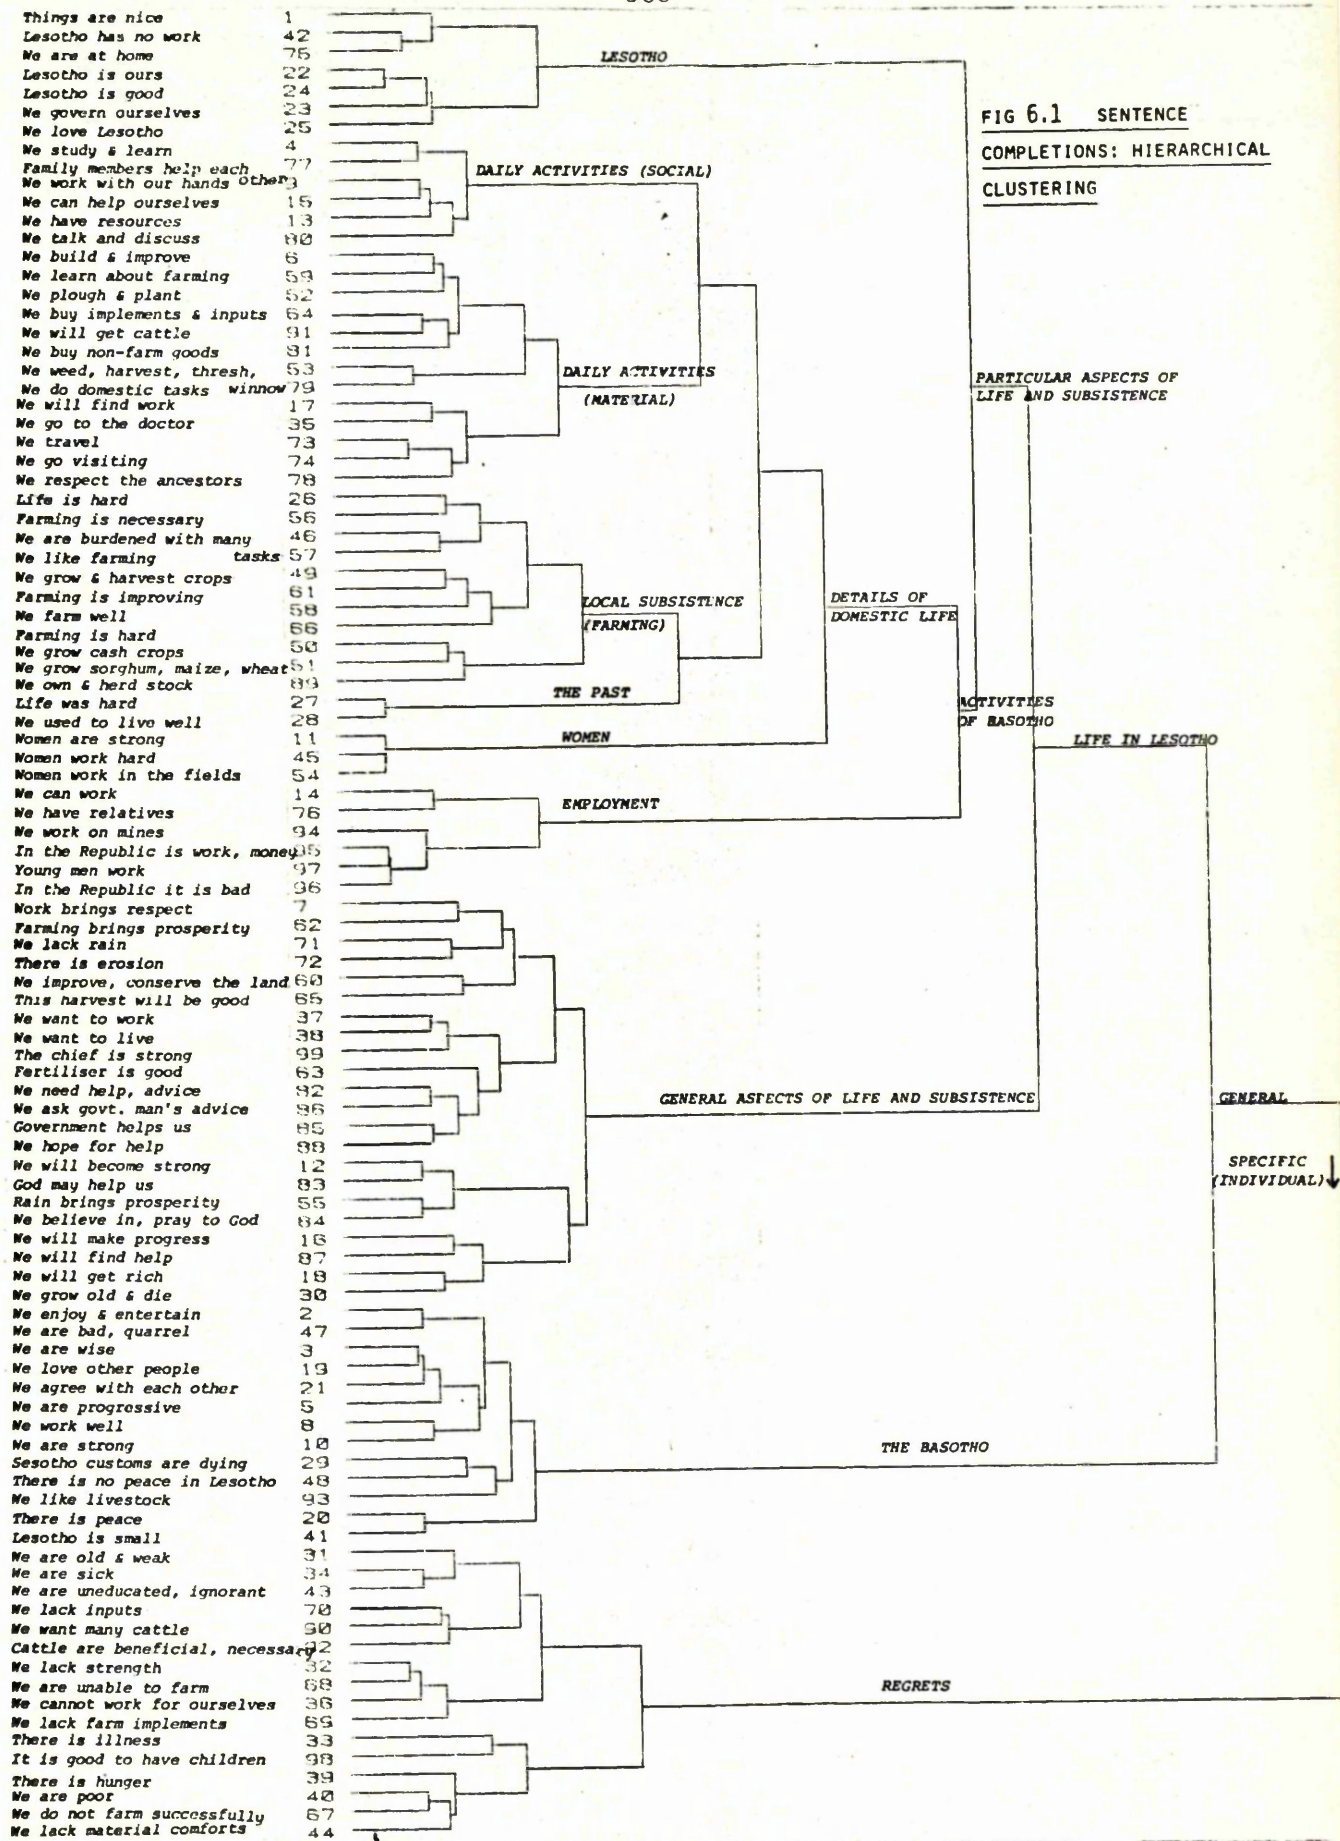 Things are nice 1
Lesotho has no work 42
We are at home 75
Lesotho is ours 22
Lesotho is good 24
We govern ourselves 23
We love Lesotho 25
We study & learn 4
Family members help each other 77
We work with our hands 9
We can help ourselves 15
We have resources 13
We talk and discuss 80
We build & improve 6
We learn about farming 59
We plough & plant 52
We buy implements & inputs 64
We will get cattle 91
We buy non-farm goods 81
We weed, harvest, thresh, winnow 53
We do domestic tasks 79
We will find work 17
We go to the doctor 35
We travel 73
We go visiting 74
We respect the ancestors 78
Life is hard 26
Farming is necessary 56
We are burdened with many tasks 46
We like farming 57
We grow & harvest crops 49
Farming is improving 61
We farm well 58
Farming is hard 66
We grow cash crops 50
We grow sorghum, maize, wheat 51
We own & herd stock 89
Life was hard 27
We used to live well 28
Women are strong 11
Women work hard 45
Women work in the fields 54
We can work 14
We have relatives 76
We work on mines 94
In the Republic is work, money 95
Young men work 97
In the Republic it is bad 96
Work brings respect 7
Farming brings prosperity 62
We lack rain 71
There is erosion 72
We improve, conserve the land 60
This harvest will be good 65
We want to work 37
We want to live 38
The chief is strong 99
Fertiliser is good 63
We need help, advice 82
We ask govt. man's advice 86
Government helps us 85
We hope for help 88
We will become strong 12
God may help us 83
Rain brings prosperity 55
We believe in, pray to God 84
We will make progress 16
We will find help 87
We will get rich 18
We grow old & die 30
We enjoy & entertain 2
We are bad, quarrel 47
We are wise 3
We love other people 19
We agree with each other 21
We are progressive 5
We work well 8
We are strong 10
Sesotho customs are dying 29
There is no peace in Lesotho 48
We like livestock 93
There is peace 20
Lesotho is small 41
We are old & weak 31
We are sick 34
We are uneducated, ignorant 43
We lack inputs 70
We want many cattle 90
Cattle are beneficial, necessary 92
We lack strength 32
We are unable to farm 68
We cannot work for ourselves 36
We lack farm implements 69
There is illness 33
It is good to have children 98
There is hunger 39
We are poor 40
We do not farm successfully 67
We lack material comforts 44
LESOTHO
FIG 6.1 SENTENCE
COMPLETIONS: HIERARCHICAL
CLUSTERING
DAILY ACTIVITIES (SOCIAL)
DAILY ACTIVITIES
(MATERIAL)
PARTICULAR ASPECTS OF
LIFE AND SUBSISTENCE
LOCAL SUBSISTENCE
(FARMING)
DETAILS OF
DOMESTIC LIFE
THE PAST
ACTIVITIES
OF BASOTHO
WOMEN
LIFE IN LESOTHO
EMPLOYMENT
GENERAL ASPECTS OF LIFE AND SUBSISTENCE
GENERAL
SPECIFIC
(INDIVIDUAL)
THE BASOTHO
REGRETS